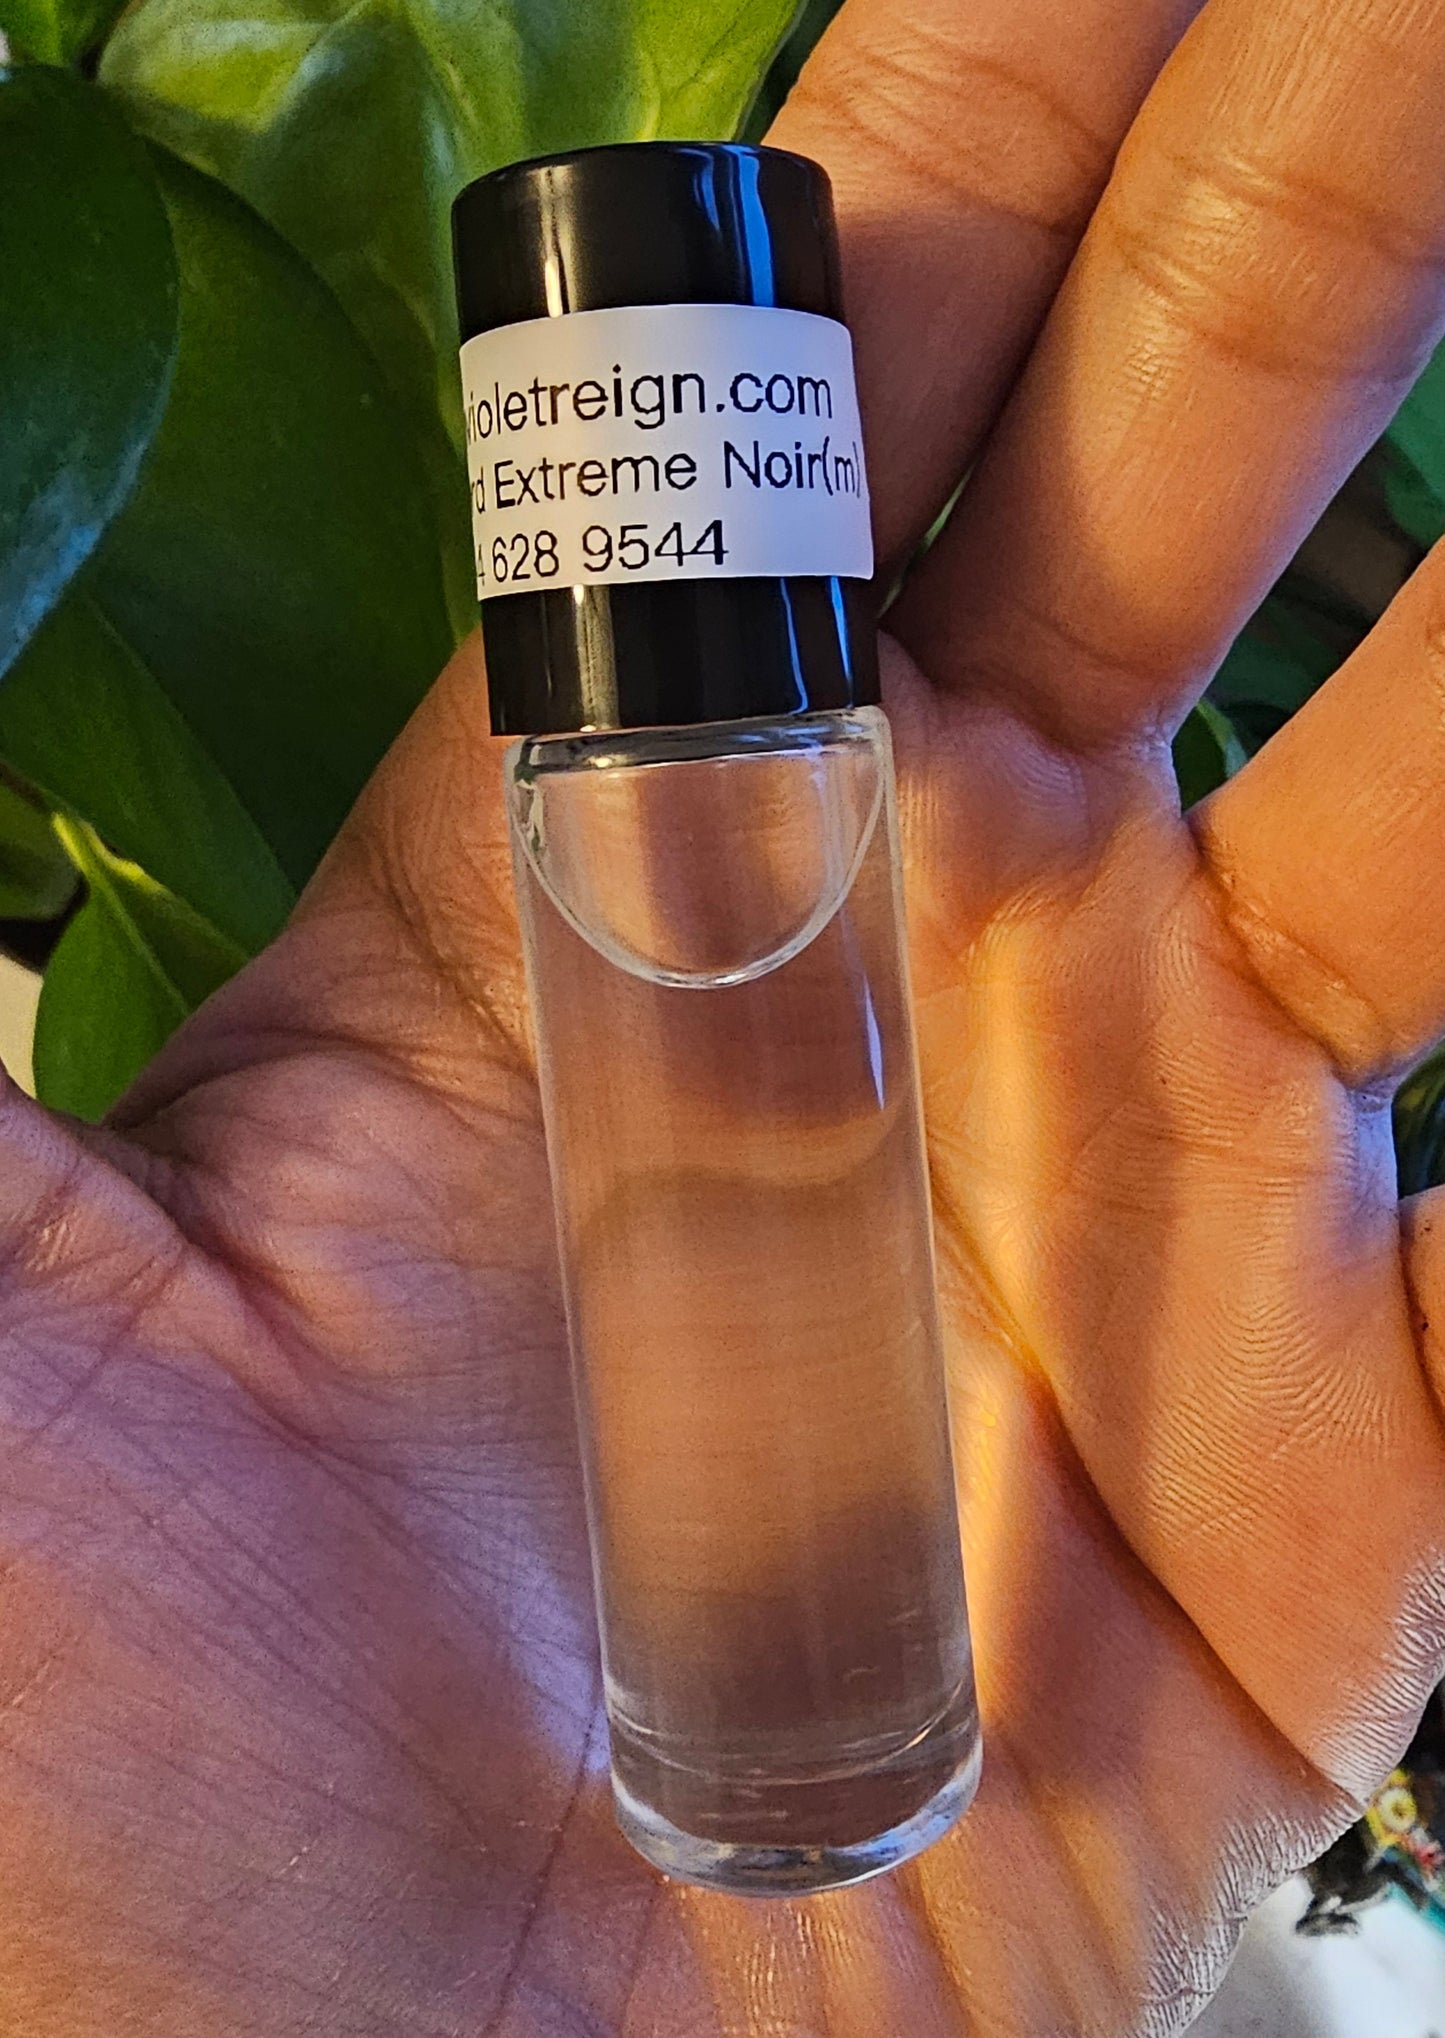 violetreign.com
rd Extreme Noir(m)
4 628 9544